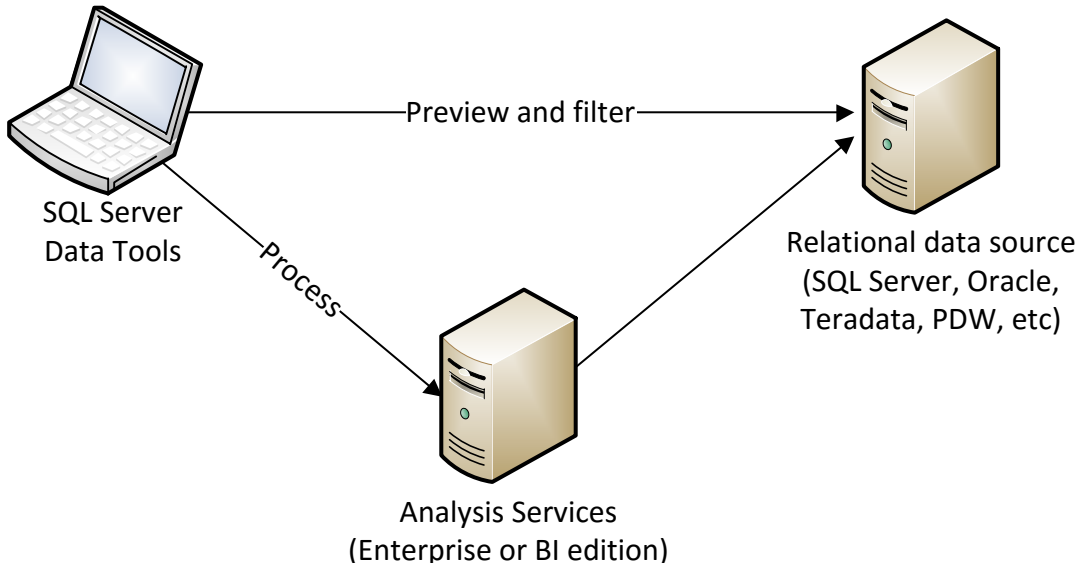 Preview and filter
SQL Server
Data Tools
Process
Relational data source
(SQL Server, Oracle,
Teradata, PDW, etc)
Analysis Services
(Enterprise or BI edition)